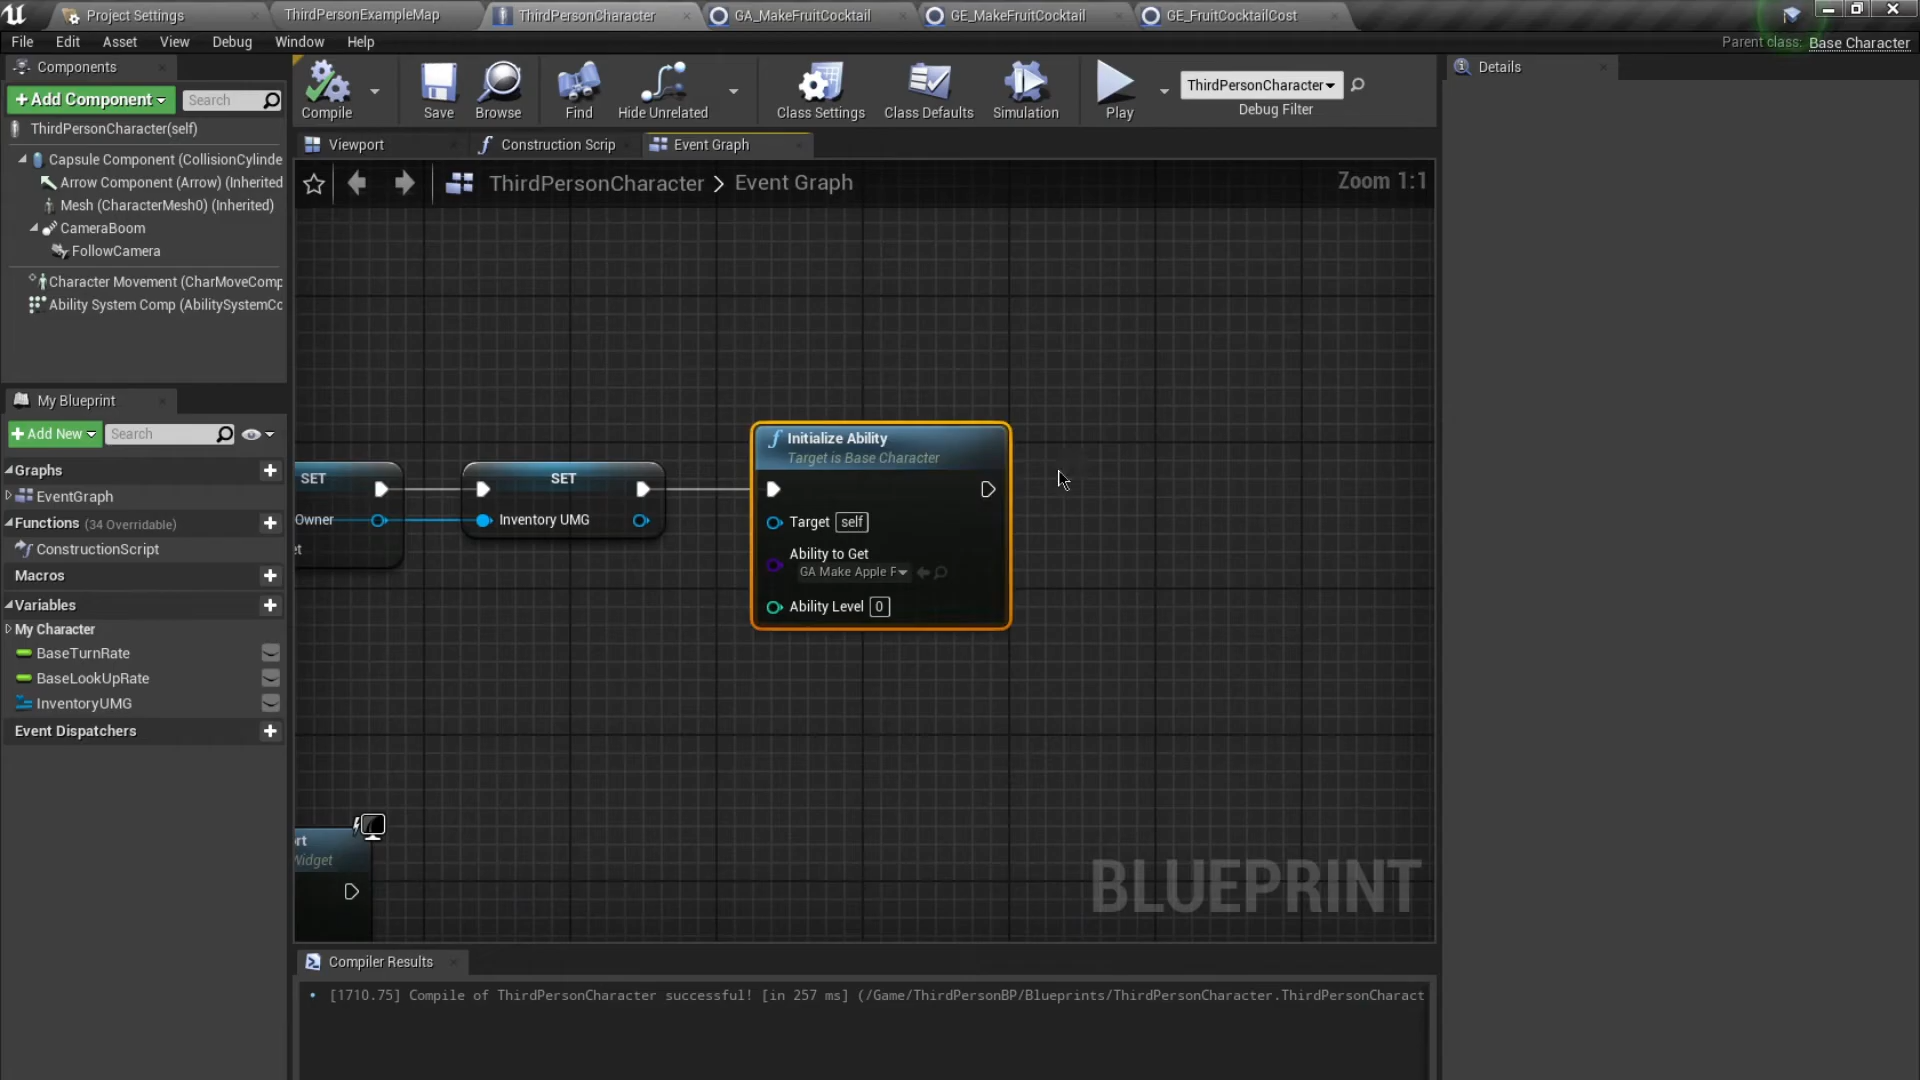 Project Settings
ThirdPersonExampleMap
ThirdPersonCharacter
GA_MakeFruitCocktail
GE_MakeFruitCocktail
GE_FruitCocktailCost
File Edit Asset View Window Debug Help
Parent class: Base Character
Components
+Add Component
Search
ThirdPersonCharacter(self)
Capsule Component (CollisionCylinde
Arrow Component (Arrow) (Inherited
Mesh (CharacterMesh0) (Inherited)
CameraBoom
FollowCamera
Character Movement (CharMoveComp
Ability System Comp (AbilitySystemCo
Compile
Save
Browse
Find
Hide Unrelated
Class Settings
Class Defaults
Simulation
Play
ThirdPersonCharacter
Debug Filter
Details
Viewport
Construction Scrip
Event Graph
ThirdPersonCharacter > Event Graph
Zoom 1:1
My Blueprint
+Add New
Search
Graphs
EventGraph
Functions (34 Overridable)
ConstructionScript
Macros
Variables
My Character
BaseTurnRate
BaseLookUpRate
InventoryUMG
Event Dispatchers
SET
Owner
et
SET
Inventory UMG
Initialize Ability
Target is Base Character
Target self
Ability to Get
GA Make Apple F
Ability Level 0
rt
Widget
BLUEPRINT
Compiler Results
• [1710.75] Compile of ThirdPersonCharacter successful! [in 257 ms] (/Game/ThirdPersonBP/Blueprints/ThirdPersonCharacter.ThirdPersonCharact